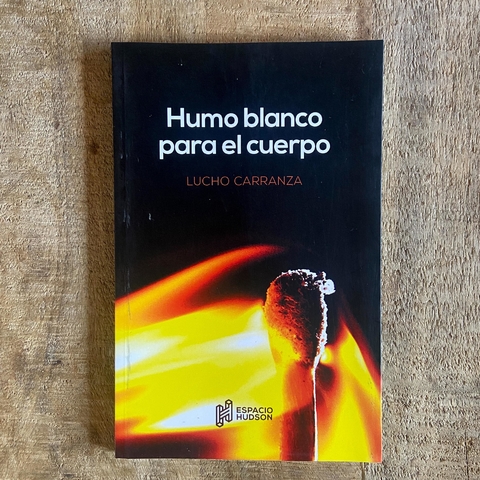 Humo blanco
para el cuerpo
LUCHO CARRANZA
ESPACIO
HUDSON